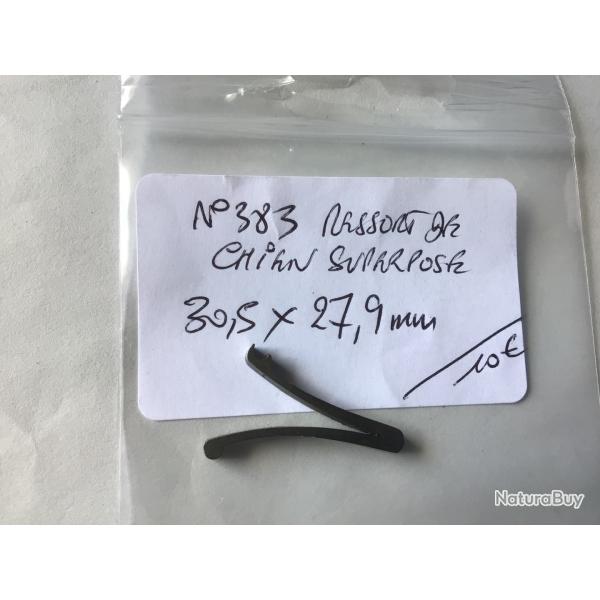 N°383 RESSORT DE
CHIEN SUPERPOSE
30,5 x 27,9 mm
10€
NaturaBuy